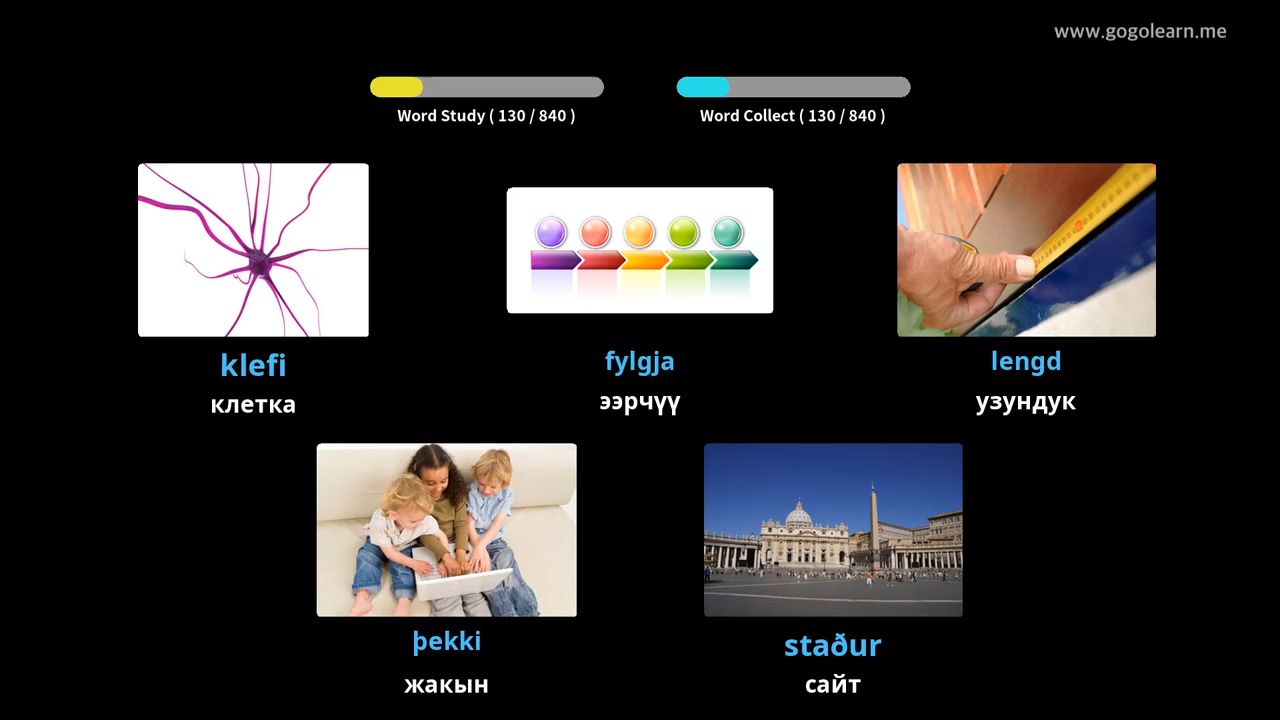 www.gogolearn.me
Word Study ( 130 / 840 )
Word Collect ( 130 / 840 )
klefi
клетка
fylgja
ээрчүү
lengd
узундук
þekki
жакын
staður
сайт